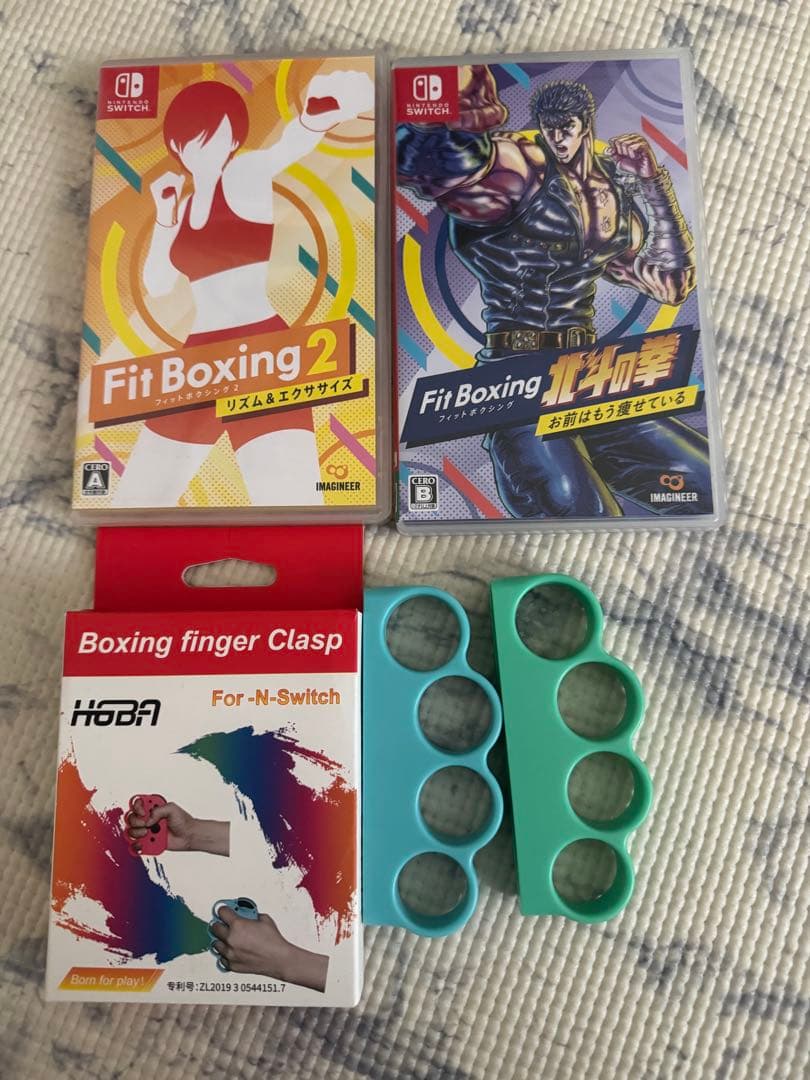 NINTENDO
SWITCH
Fit Boxing 2
フィットボクシング 2
リズム＆エクササイズ
CERO
A
IMAGINEER
NINTENDO
SWITCH
Fit Boxing 北斗の拳
フィットボクシング
お前はもう痩せている
CERO
B
IMAGINEER
Boxing finger Clasp
HOBA
For -N-Switch
Born for play!
专利号:ZL2019 3 0544151.7